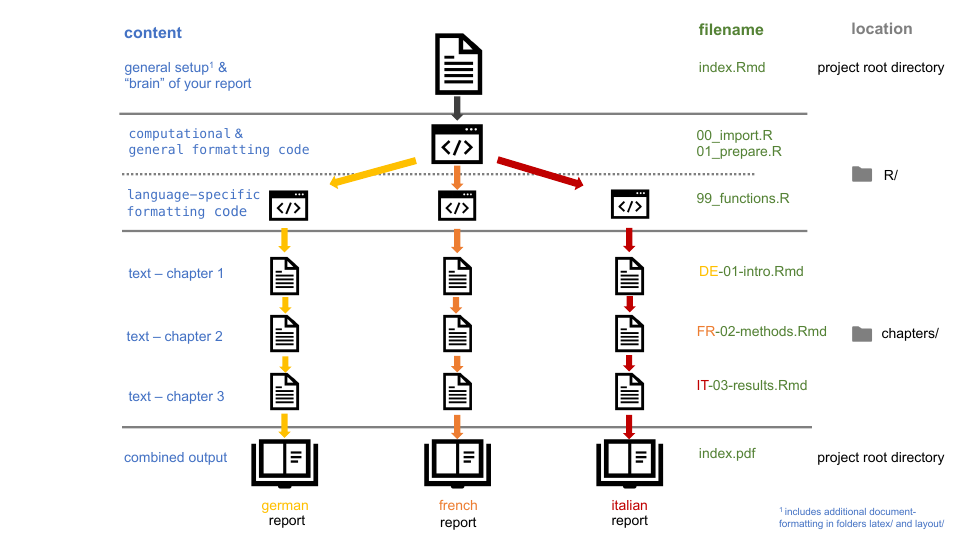 content
filename
location
general setup¹ &
“brain” of your report
index.Rmd
project root directory
computational &
general formatting code
00_import.R
01_prepare.R
R/
language-specific
formatting code
99_functions.R
text – chapter 1
DE-01-intro.Rmd
text – chapter 2
FR-02-methods.Rmd
chapters/
text – chapter 3
IT-03-results.Rmd
combined output
index.pdf
project root directory
german
report
french
report
italian
report
¹ includes additional document-
formatting in folders latex/ and layout/